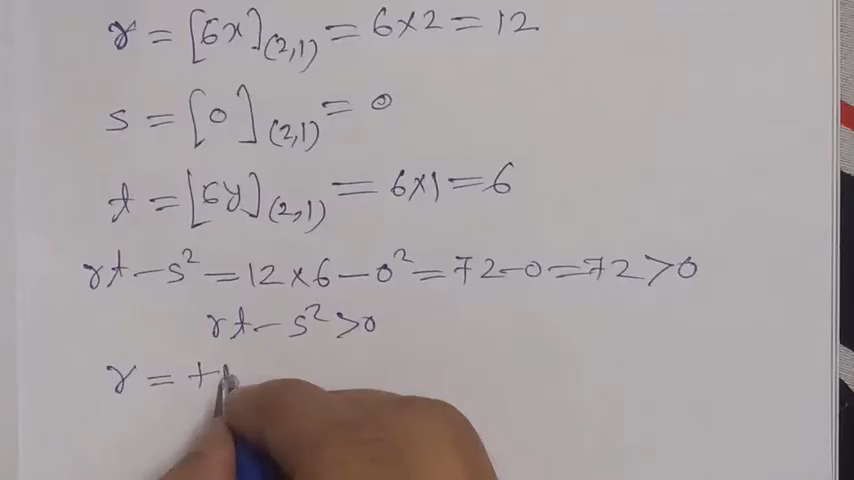 r = [6x](2,1) = 6×2 = 12
s = [0](2,1) = 0
t = [6y](2,1) = 6×1 = 6
rt - s² = 12×6 - 0² = 72-0 = 72 > 0
rt - s² > 0
r = +